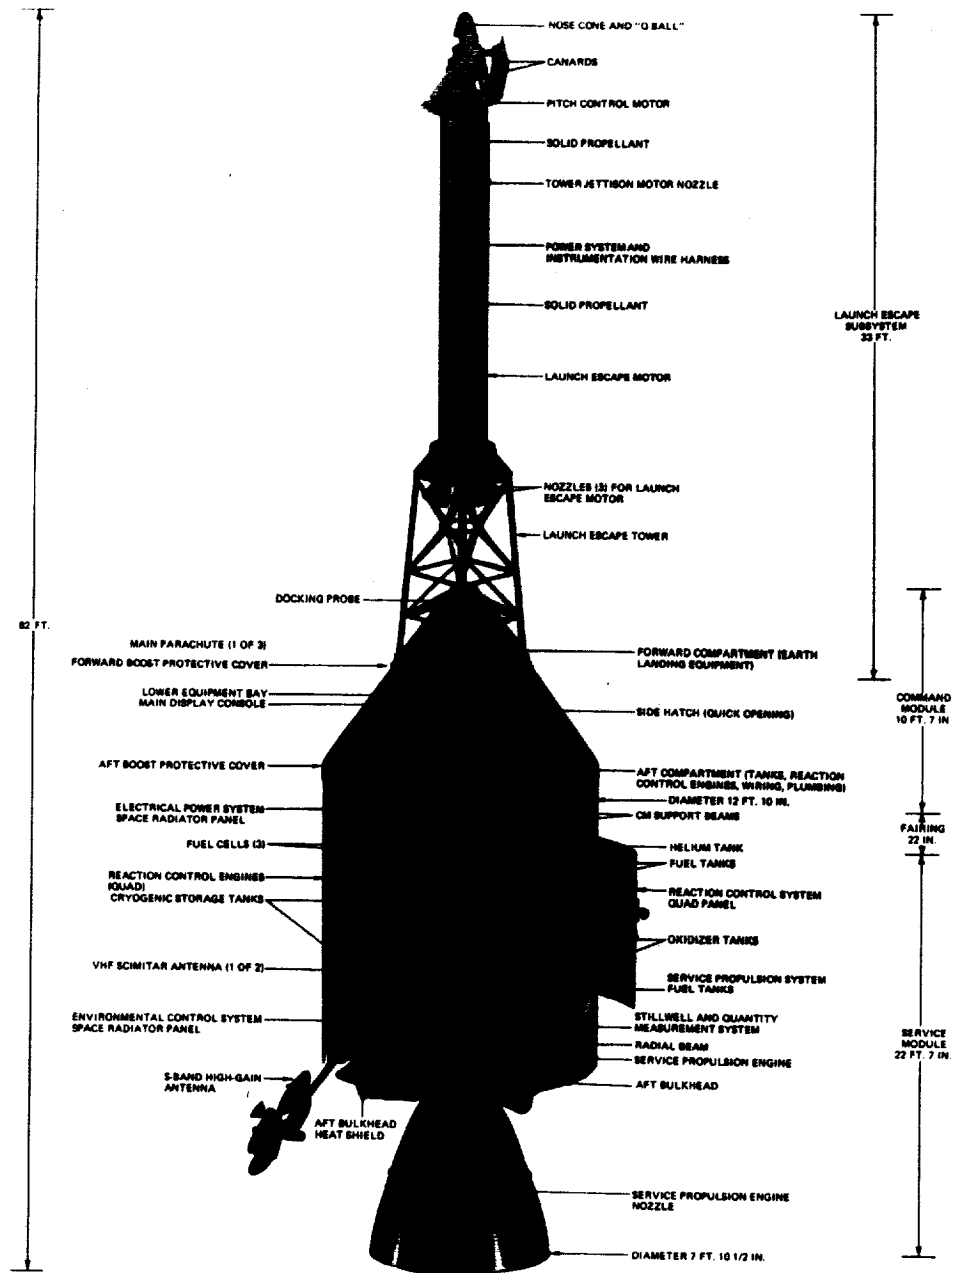 NOSE CONE AND "Q BALL"
CANARDS
PITCH CONTROL MOTOR
SOLID PROPELLANT
TOWER JETTISON MOTOR NOZZLE
POWER SYSTEM AND
INSTRUMENTATION WIRE HARNESS
SOLID PROPELLANT
LAUNCH ESCAPE MOTOR
NOZZLES (3) FOR LAUNCH
ESCAPE MOTOR
LAUNCH ESCAPE TOWER
LAUNCH ESCAPE
SUBSYSTEM
33 FT.
82 FT.
DOCKING PROBE
MAIN PARACHUTE (1 OF 3)
FORWARD BOOST PROTECTIVE COVER
LOWER EQUIPMENT BAY
MAIN DISPLAY CONSOLE
AFT BOOST PROTECTIVE COVER
ELECTRICAL POWER SYSTEM
SPACE RADIATOR PANEL
FUEL CELLS (3)
REACTION CONTROL ENGINES
(QUAD)
CRYOGENIC STORAGE TANKS
VHF SCIMITAR ANTENNA (1 OF 2)
ENVIRONMENTAL CONTROL SYSTEM
SPACE RADIATOR PANEL
S-BAND HIGH-GAIN
ANTENNA
AFT BULKHEAD
HEAT SHIELD
FORWARD COMPARTMENT (EARTH
LANDING EQUIPMENT)
SIDE HATCH (QUICK OPENING)
AFT COMPARTMENT (TANKS, REACTION
CONTROL ENGINES, WIRING, PLUMBING)
DIAMETER 12 FT. 10 IN.
CM SUPPORT BEAMS
HELIUM TANK
FUEL TANKS
REACTION CONTROL SYSTEM
QUAD PANEL
OXIDIZER TANKS
SERVICE PROPULSION SYSTEM
FUEL TANKS
STILLWELL AND QUANTITY
MEASUREMENT SYSTEM
RADIAL BEAM
SERVICE PROPULSION ENGINE
AFT BULKHEAD
SERVICE PROPULSION ENGINE
NOZZLE
DIAMETER 7 FT. 10 1/2 IN.
COMMAND
MODULE
10 FT. 7 IN
FAIRING
22 IN.
SERVICE
MODULE
22 FT. 7 IN.